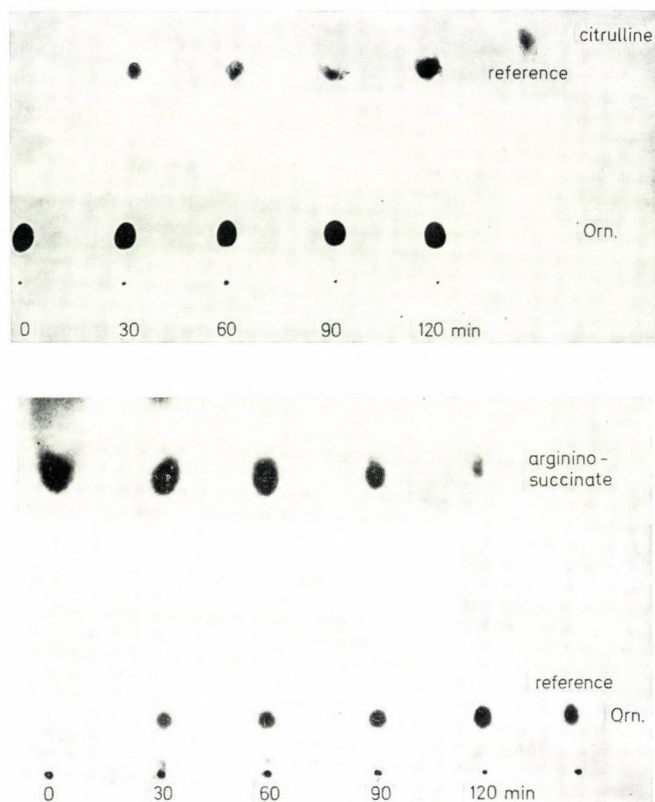 citrulline
reference
Orn.
0 30 60 90 120 min
arginino-
succinate
reference
Orn.
0 30 60 90 120 min